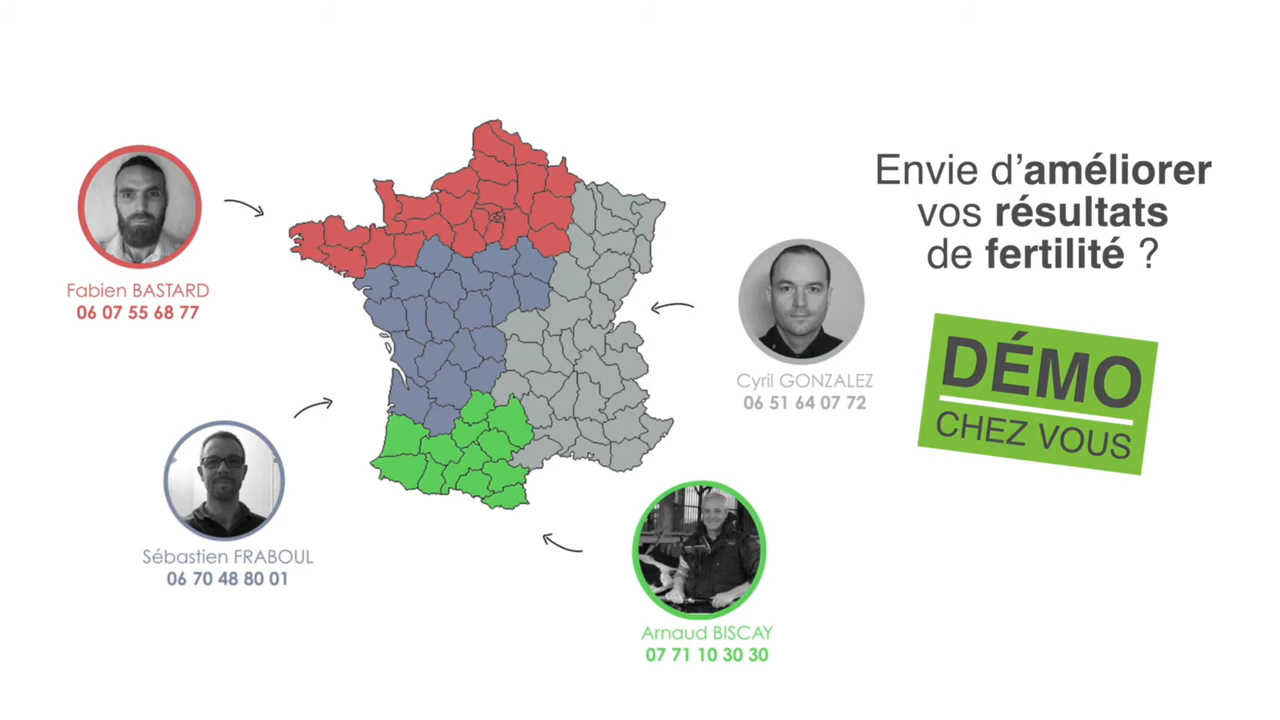 Envie d'améliorer
vos résultats
de fertilité ?
DÉMO
CHEZ VOUS
Fabien BASTARD
06 07 55 68 77
Cyril GONZALEZ
06 51 64 07 72
Sébastien FRABOUL
06 70 48 80 01
Arnaud BISCAY
07 71 10 30 30